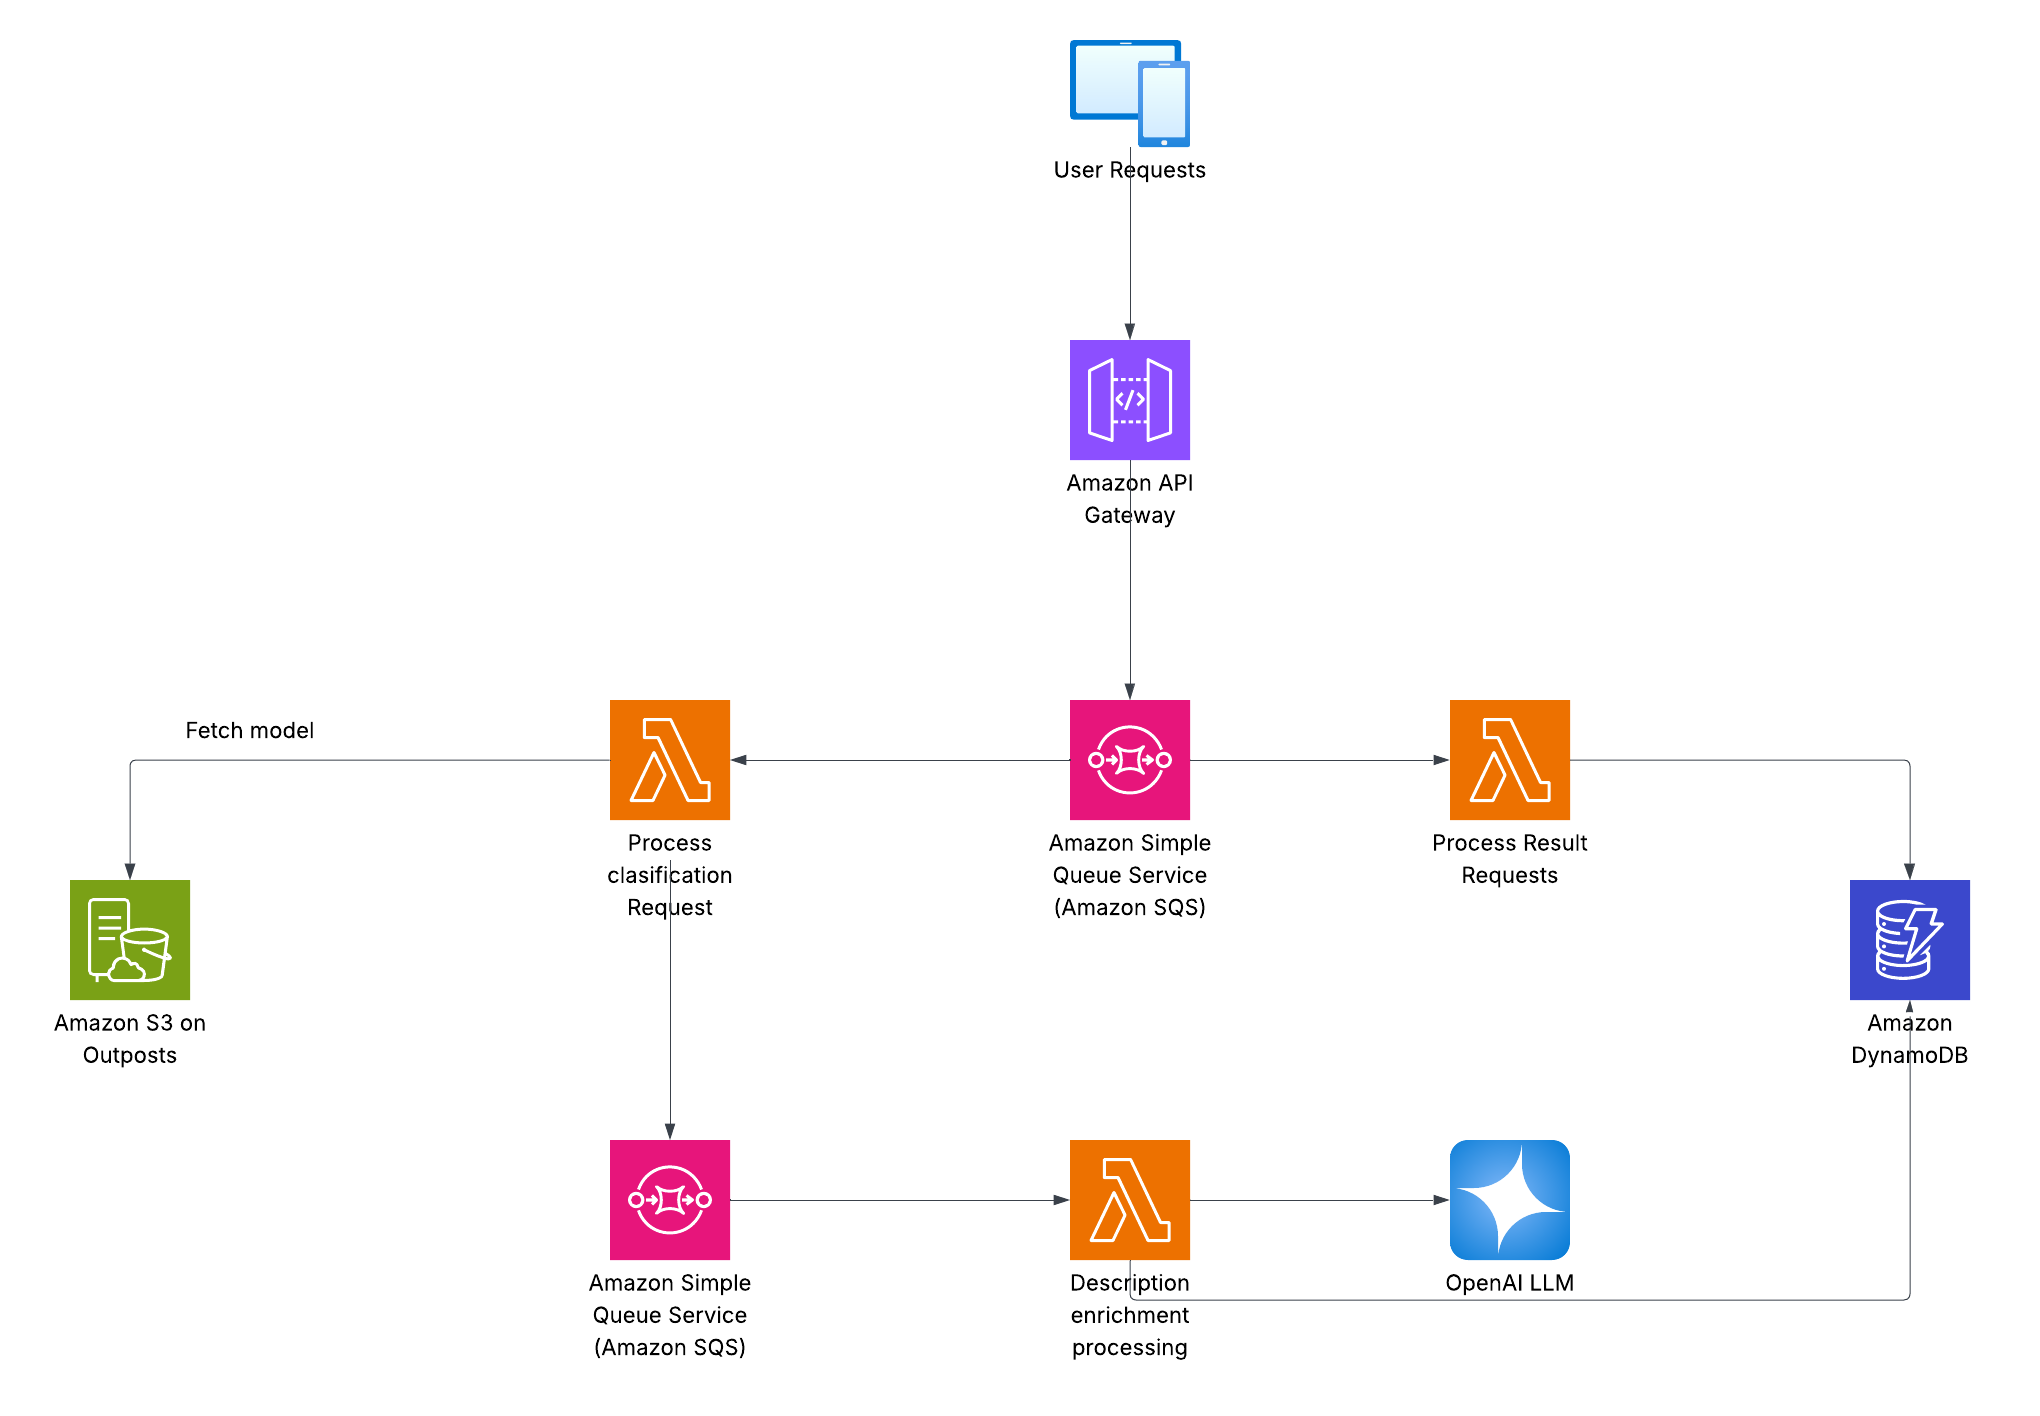 User Requests
Amazon API
Gateway
Fetch model
Process
clasification
Request
Amazon Simple
Queue Service
(Amazon SQS)
Process Result
Requests
Amazon S3 on
Outposts
Amazon
DynamoDB
Amazon Simple
Queue Service
(Amazon SQS)
Description
enrichment
processing
OpenAI LLM